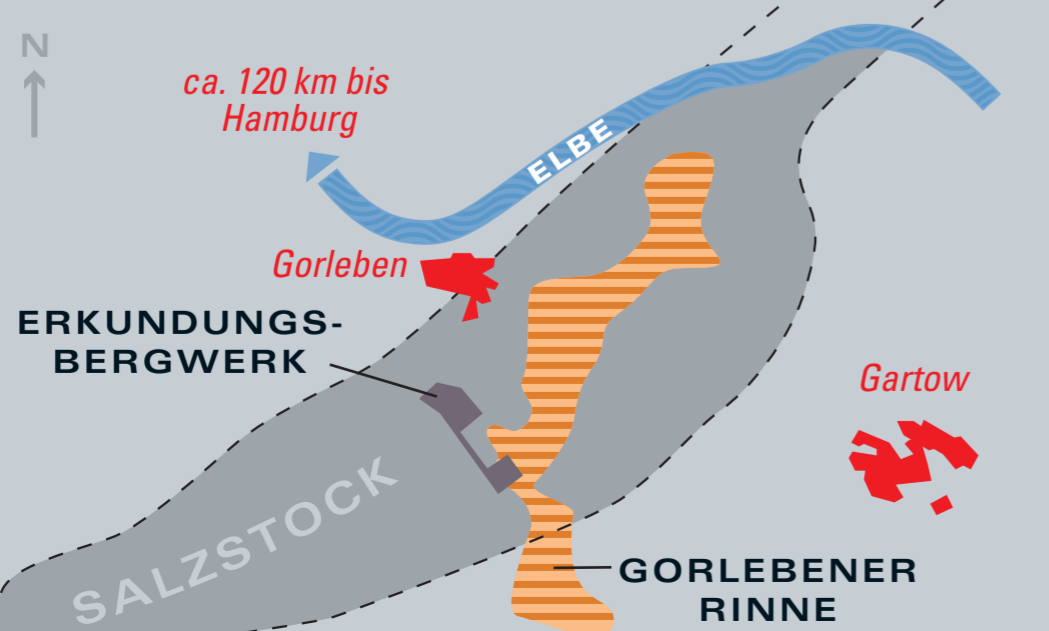 N
ca. 120 km bis
Hamburg
ELBE
Gorleben
ERKUNDUNGS-
BERGWERK
Gartow
SALZSTOCK
GORLEBENER
RINNE